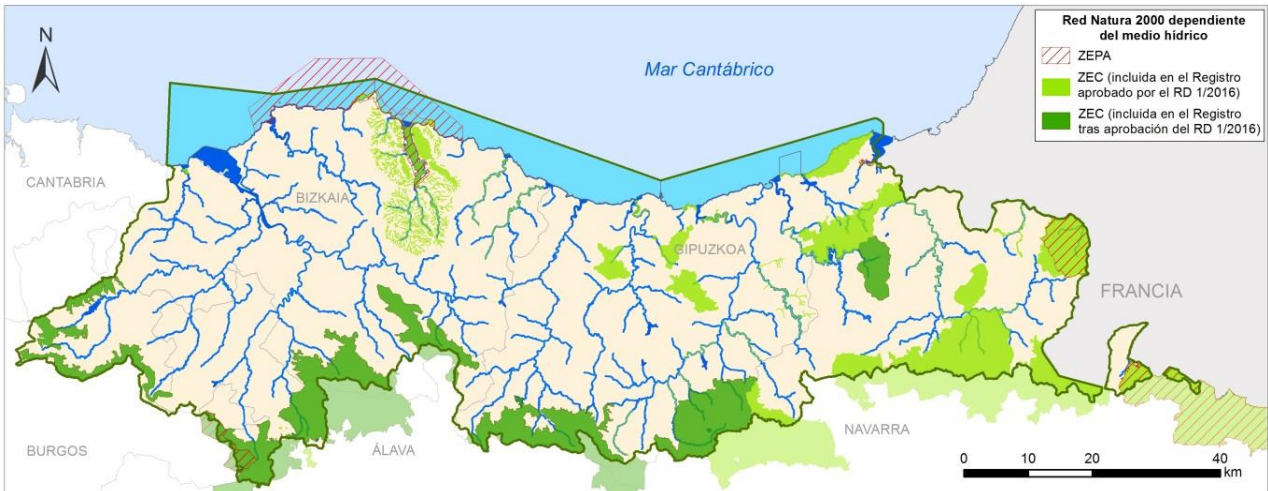 N
Mar Cantábrico
Red Natura 2000 dependiente
del medio hídrico
ZEPA
ZEC (incluida en el Registro
aprobado por el RD 1/2016)
ZEC (incluida en el Registro
tras aprobación del RD 1/2016)
CANTABRIA
BIZKAIA
GIPUZKOA
FRANCIA
BURGOS
ÁLAVA
NAVARRA
0 10 20 40
km